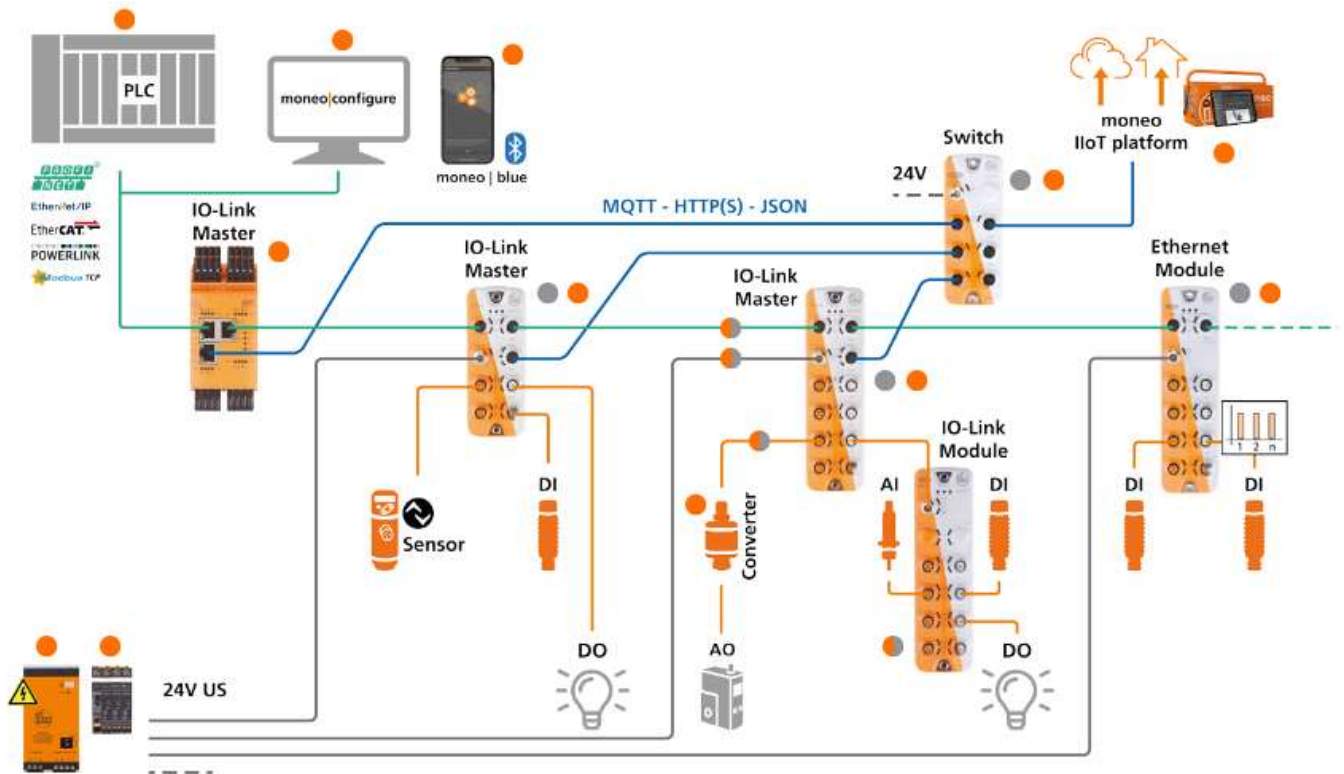 PLC
moneo|configure
moneo | blue
moneo
IIoT platform
Switch
24V
PROFI
NET
EtherNet/IP
EtherCAT
POWERLINK
Modbus TCP
IO-Link
Master
MQTT - HTTP(S) - JSON
IO-Link
Master
IO-Link
Master
Ethernet
Module
IO-Link
Module
1 2 n
DI
Sensor
Converter
AI
DI
DI
DI
DO
AO
DO
24V US